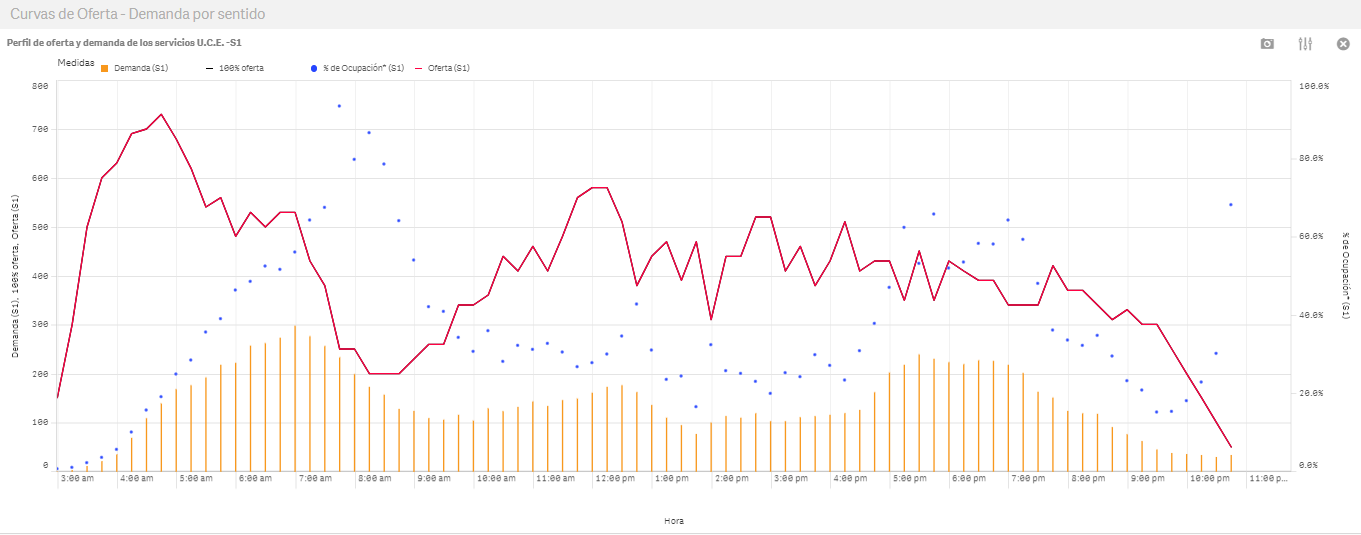 Curvas de Oferta - Demanda por sentido
Perfil de oferta y demanda de los servicios U.C.E. -S1
Medidas Demanda (S1) 100% oferta % de Ocupación* (S1) Oferta (S1)
800 100.0%
700
80.0%
600
500
60.0%
400
300 40.0%
200
20.0%
100
0 0.0%
Demanda (S1), 100% oferta, Oferta (S1)
% de Ocupación* (S1)
3:00 am 4:00 am 5:00 am 6:00 am 7:00 am 8:00 am 9:00 am 10:00 am 11:00 am 12:00 pm 1:00 pm 2:00 pm 3:00 pm 4:00 pm 5:00 pm 6:00 pm 7:00 pm 8:00 pm 9:00 pm 10:00 pm 11:00 p...
Hora